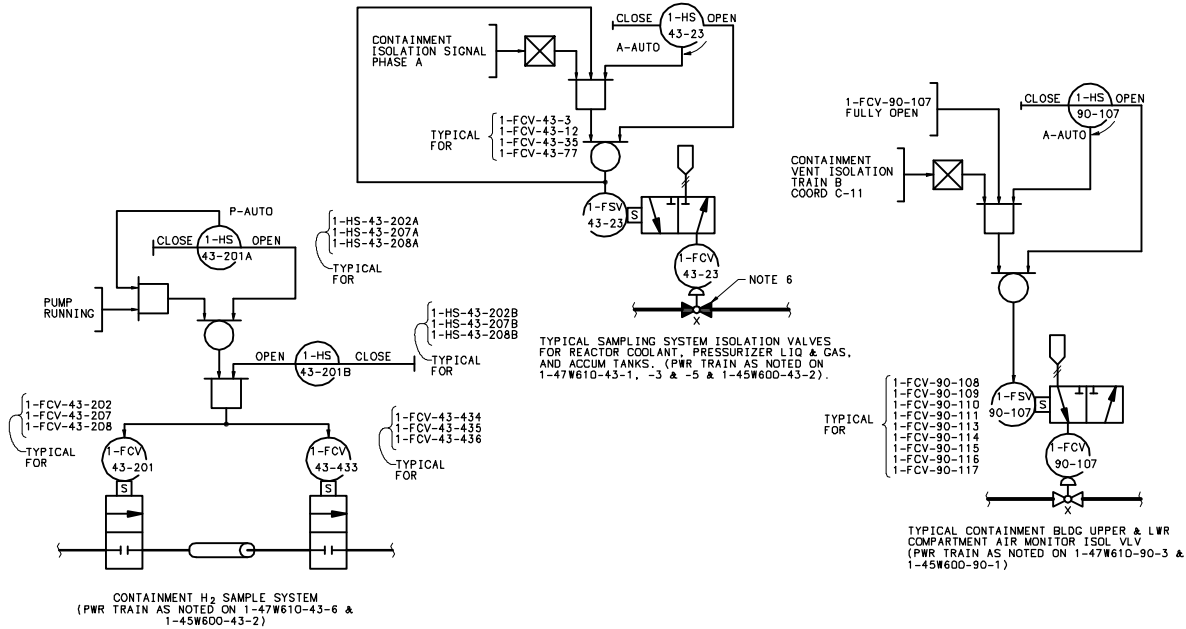 CLOSE
1-HS
43-23
OPEN
A-AUTO
CONTAINMENT
ISOLATION SIGNAL
PHASE A
TYPICAL
FOR
1-FCV-43-3
1-FCV-43-12
1-FCV-43-35
1-FCV-43-77
1-FSV
43-23
S
1-FCV
43-23
NOTE 6
X
TYPICAL SAMPLING SYSTEM ISOLATION VALVES
FOR REACTOR COOLANT, PRESSURIZER LIQ & GAS,
AND ACCUM TANKS. (PWR TRAIN AS NOTED ON
1-47W610-43-1, -3 & -5 & 1-45W600-43-2).
P-AUTO
CLOSE
1-HS
43-201A
OPEN
1-HS-43-202A
1-HS-43-207A
1-HS-43-208A
TYPICAL
FOR
PUMP
RUNNING
OPEN
1-HS
43-201B
CLOSE
1-HS-43-202B
1-HS-43-207B
1-HS-43-208B
TYPICAL
FOR
1-FCV-43-202
1-FCV-43-207
1-FCV-43-208
TYPICAL
FOR
1-FCV
43-201
S
1-FCV
43-433
S
1-FCV-43-434
1-FCV-43-435
1-FCV-43-436
TYPICAL
FOR
CONTAINMENT H2 SAMPLE SYSTEM
(PWR TRAIN AS NOTED ON 1-47W610-43-6 &
1-45W600-43-2)
1-FCV-90-107
FULLY OPEN
CLOSE
1-HS
90-107
OPEN
A-AUTO
CONTAINMENT
VENT ISOLATION
TRAIN B
COORD C-11
TYPICAL
FOR
1-FCV-90-108
1-FCV-90-109
1-FCV-90-110
1-FCV-90-111
1-FCV-90-113
1-FCV-90-114
1-FCV-90-115
1-FCV-90-116
1-FCV-90-117
1-FSV
90-107
S
1-FCV
90-107
X
TYPICAL CONTAINMENT BLDG UPPER & LWR
COMPARTMENT AIR MONITOR ISOL VLV
(PWR TRAIN AS NOTED ON 1-47W610-90-3 &
1-45W600-90-1)